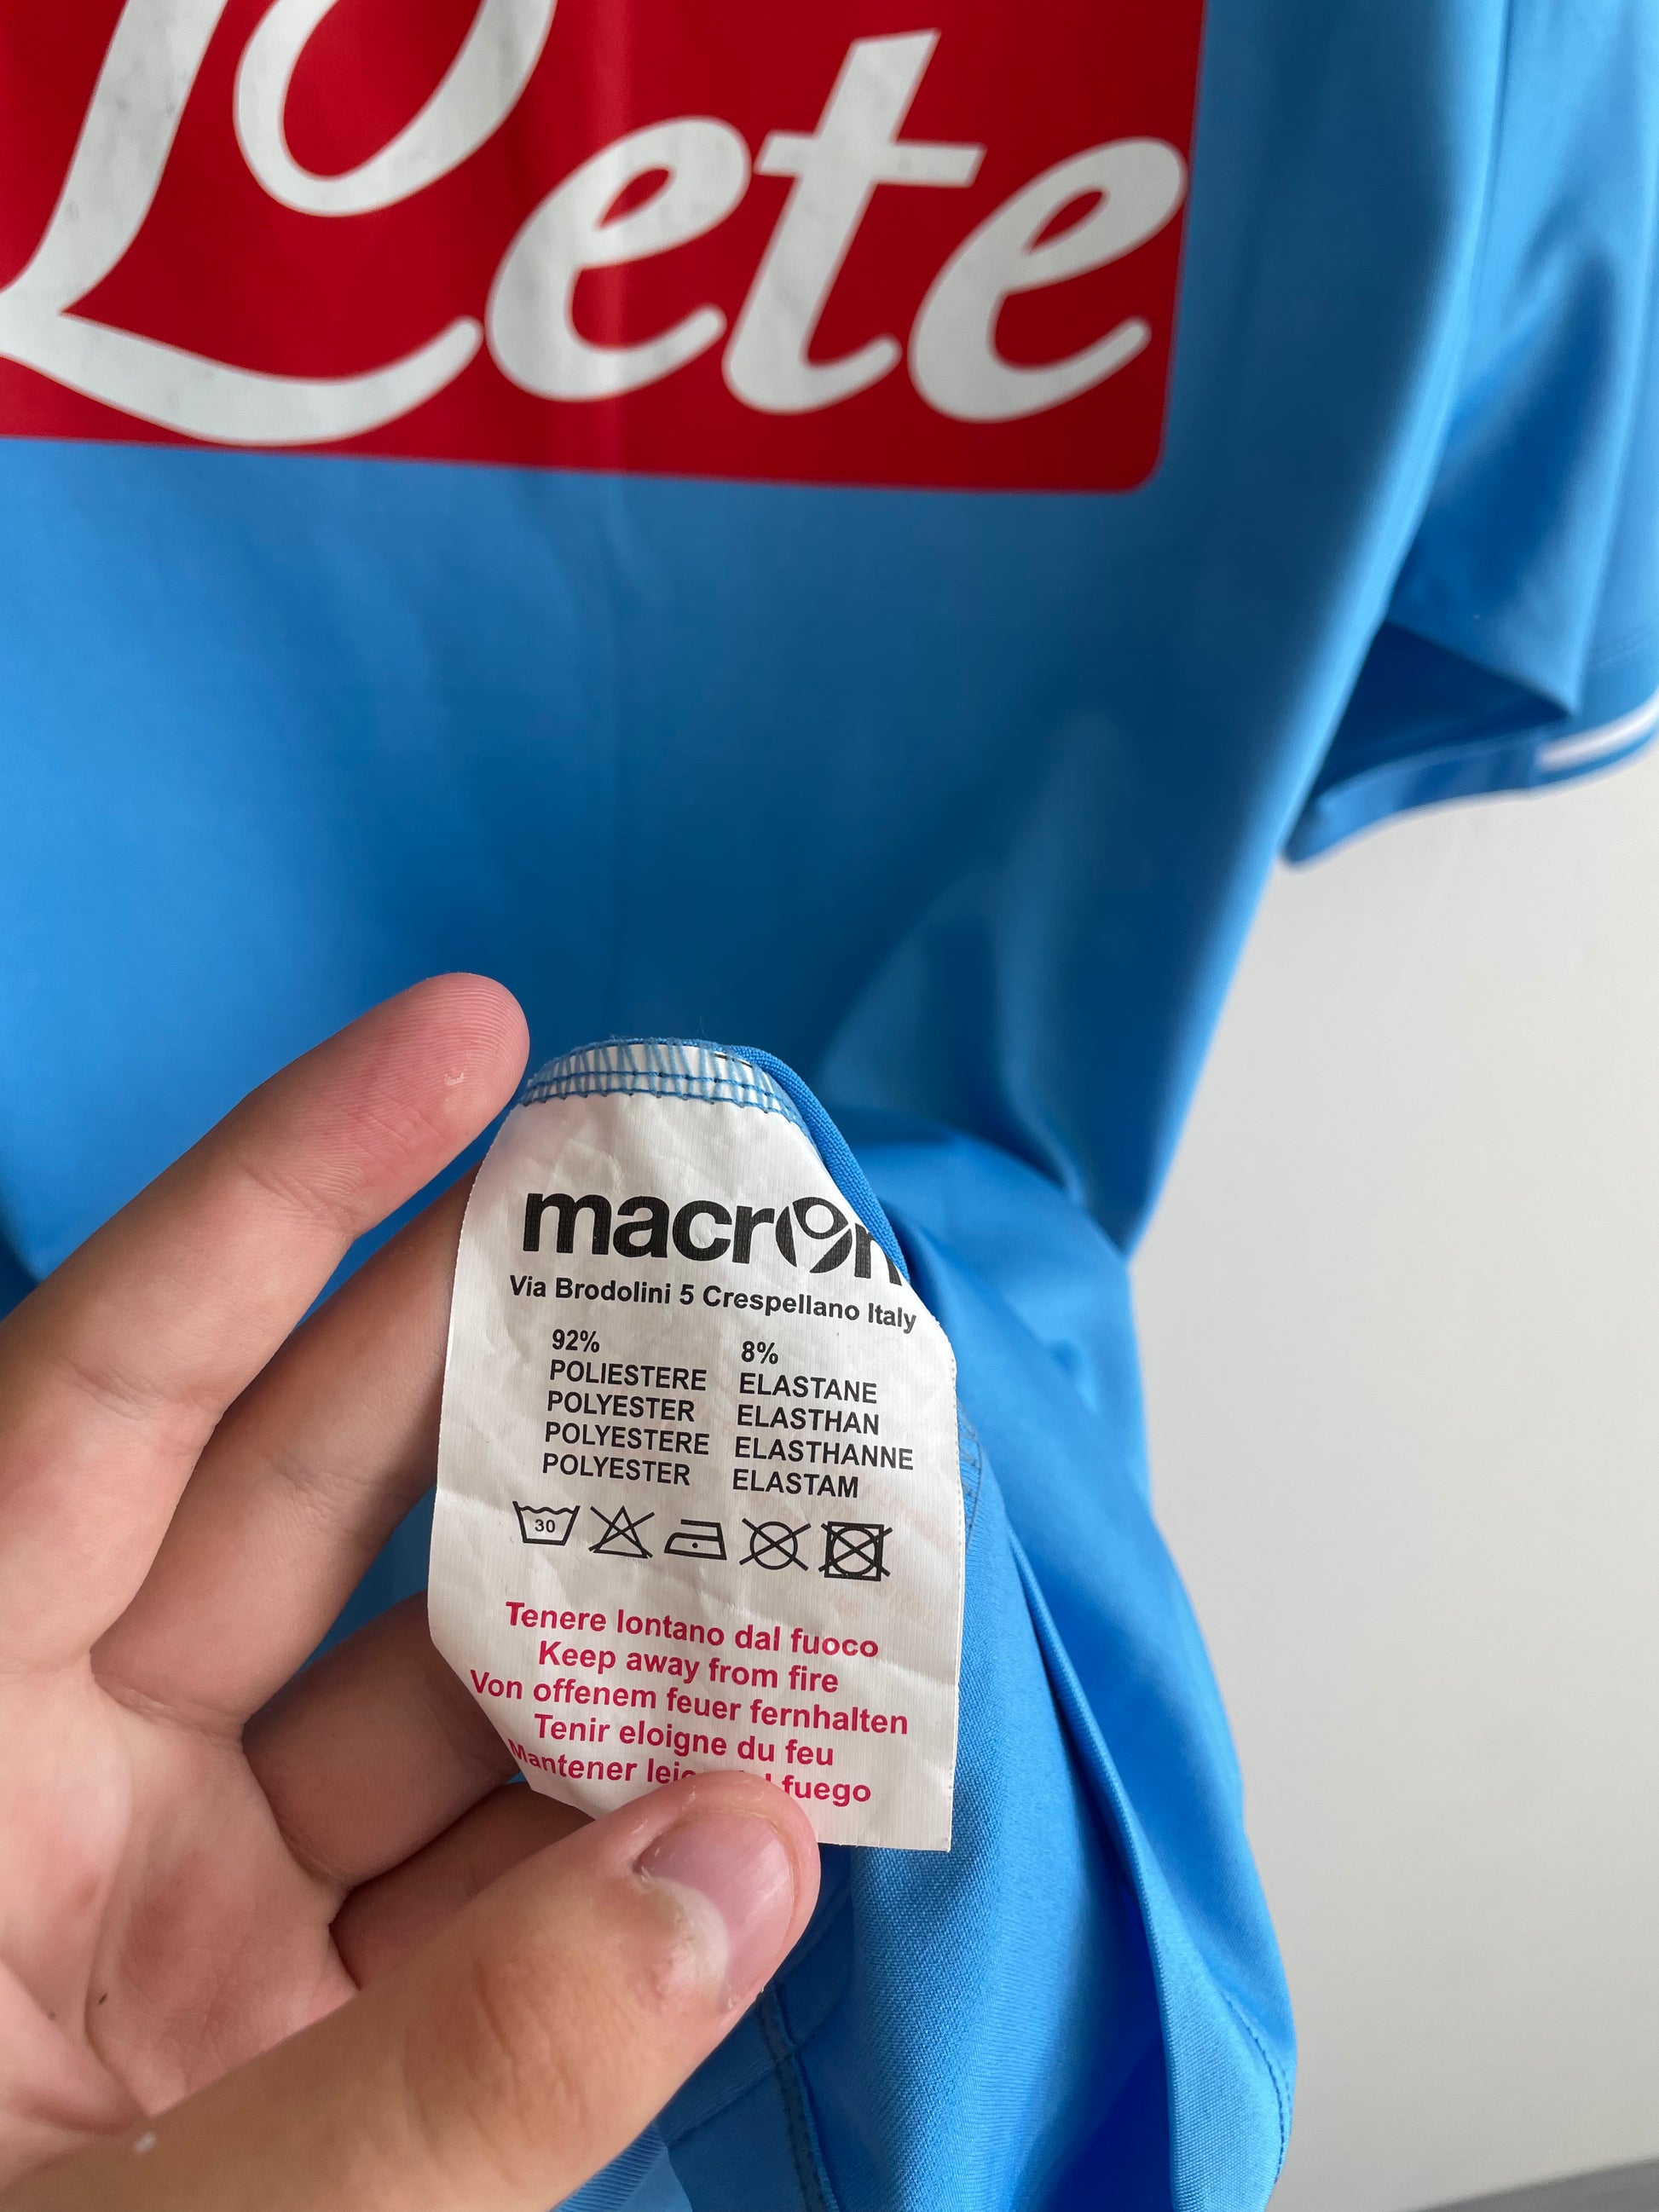 Lete
macron
Via Brodolini 5 Crespellano Italy
92% 8%
POLIESTERE ELASTANE
POLYESTER ELASTHAN
POLYESTERE ELASTHANNE
POLYESTER ELASTAM
30
Tenere lontano dal fuoco
Keep away from fire
Von offenem feuer fernhalten
Tenir eloigne du feu
Mantener fuego